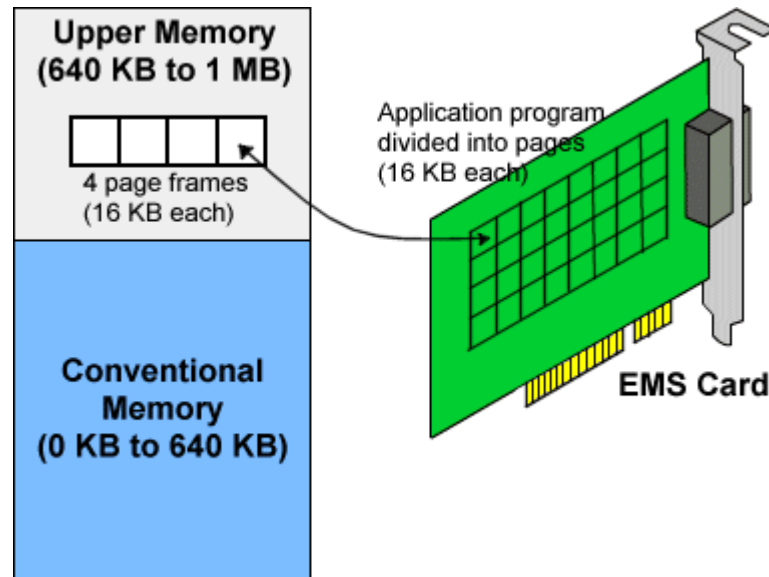 Upper Memory
(640 KB to 1 MB)
4 page frames
(16 KB each)
Conventional
Memory
(0 KB to 640 KB)
Application program
divided into pages
(16 KB each)
EMS Card